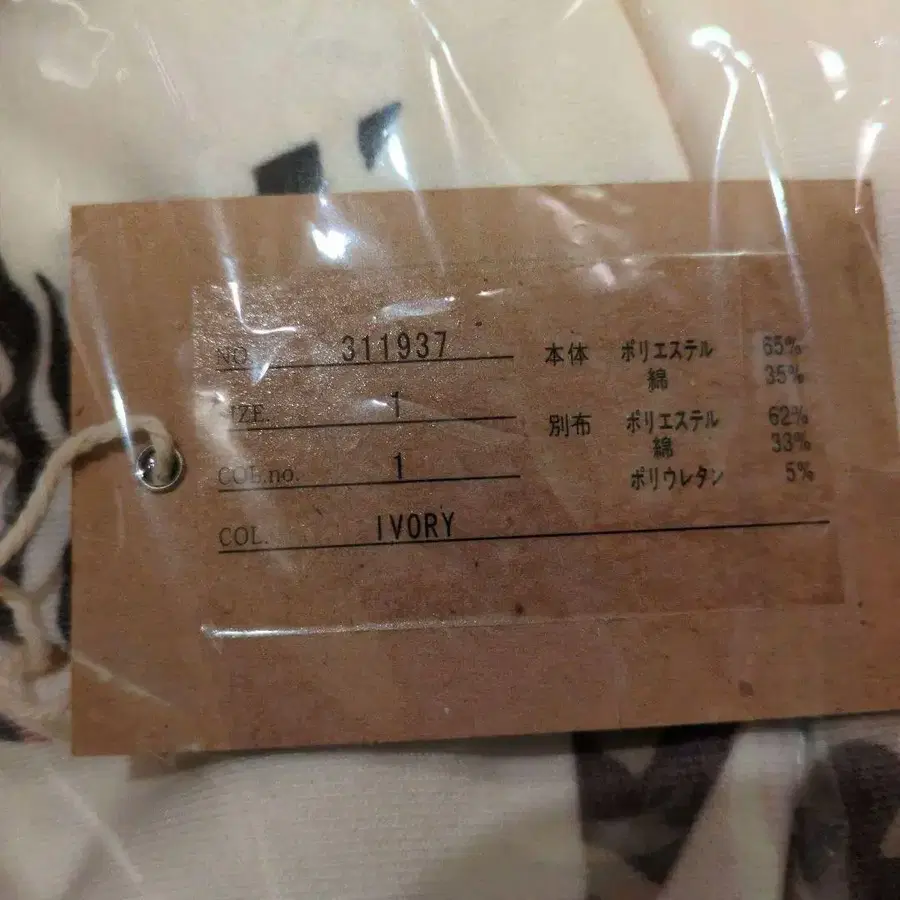 NO. 311937
SIZE. 1
COL.no. 1
COL. IVORY
本体 ポリエステル 65%
綿 35%
別布 ポリエステル 62%
綿 33%
ポリウレタン 5%